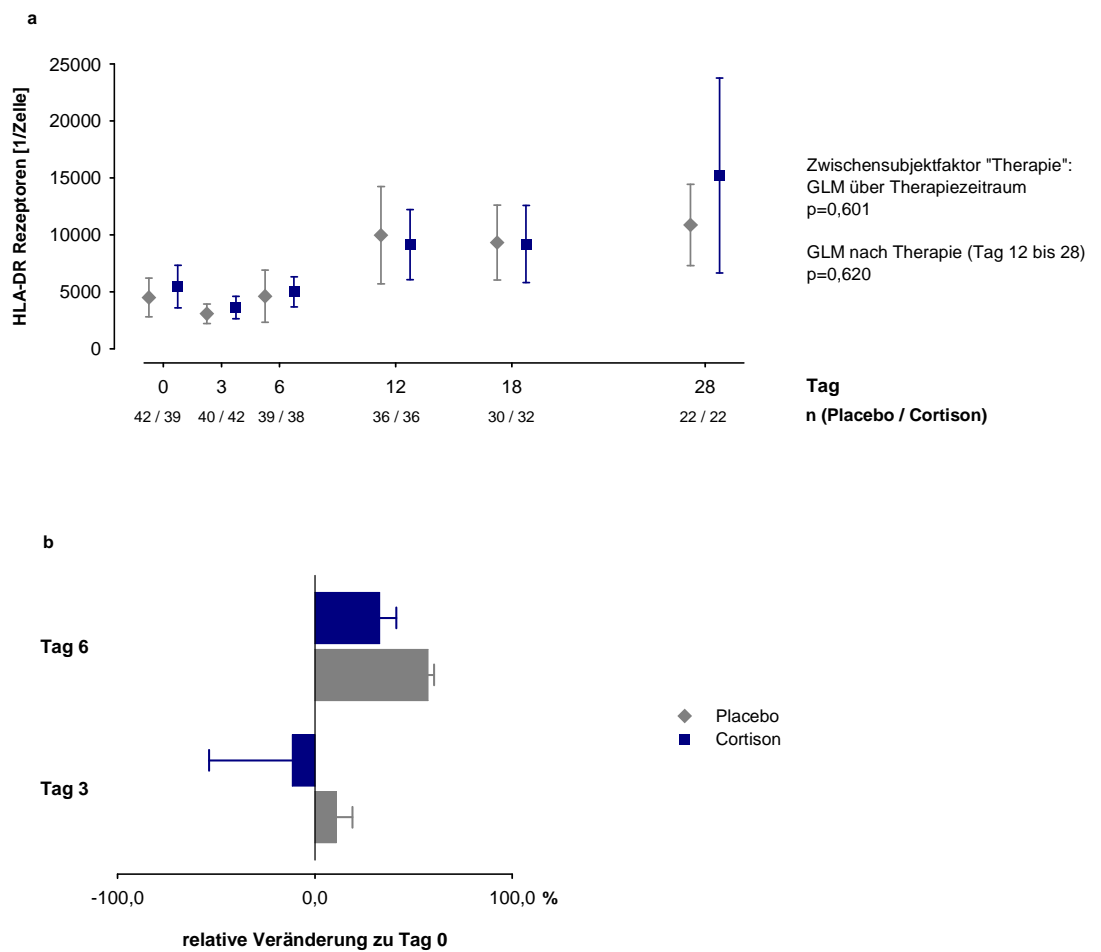 a
HLA-DR Rezeptoren [1/Zelle]
25000
20000
15000
10000
5000
0
0 3 6 12 18 28 Tag
42 / 39 40 / 42 39 / 38 36 / 36 30 / 32 22 / 22 n (Placebo / Cortison)
Zwischensubjektfaktor "Therapie":
GLM über Therapiezeitraum
p=0,601
GLM nach Therapie (Tag 12 bis 28)
p=0,620
b
Tag 6
Tag 3
Placebo
Cortison
-100,0 0,0 100,0 %
relative Veränderung zu Tag 0